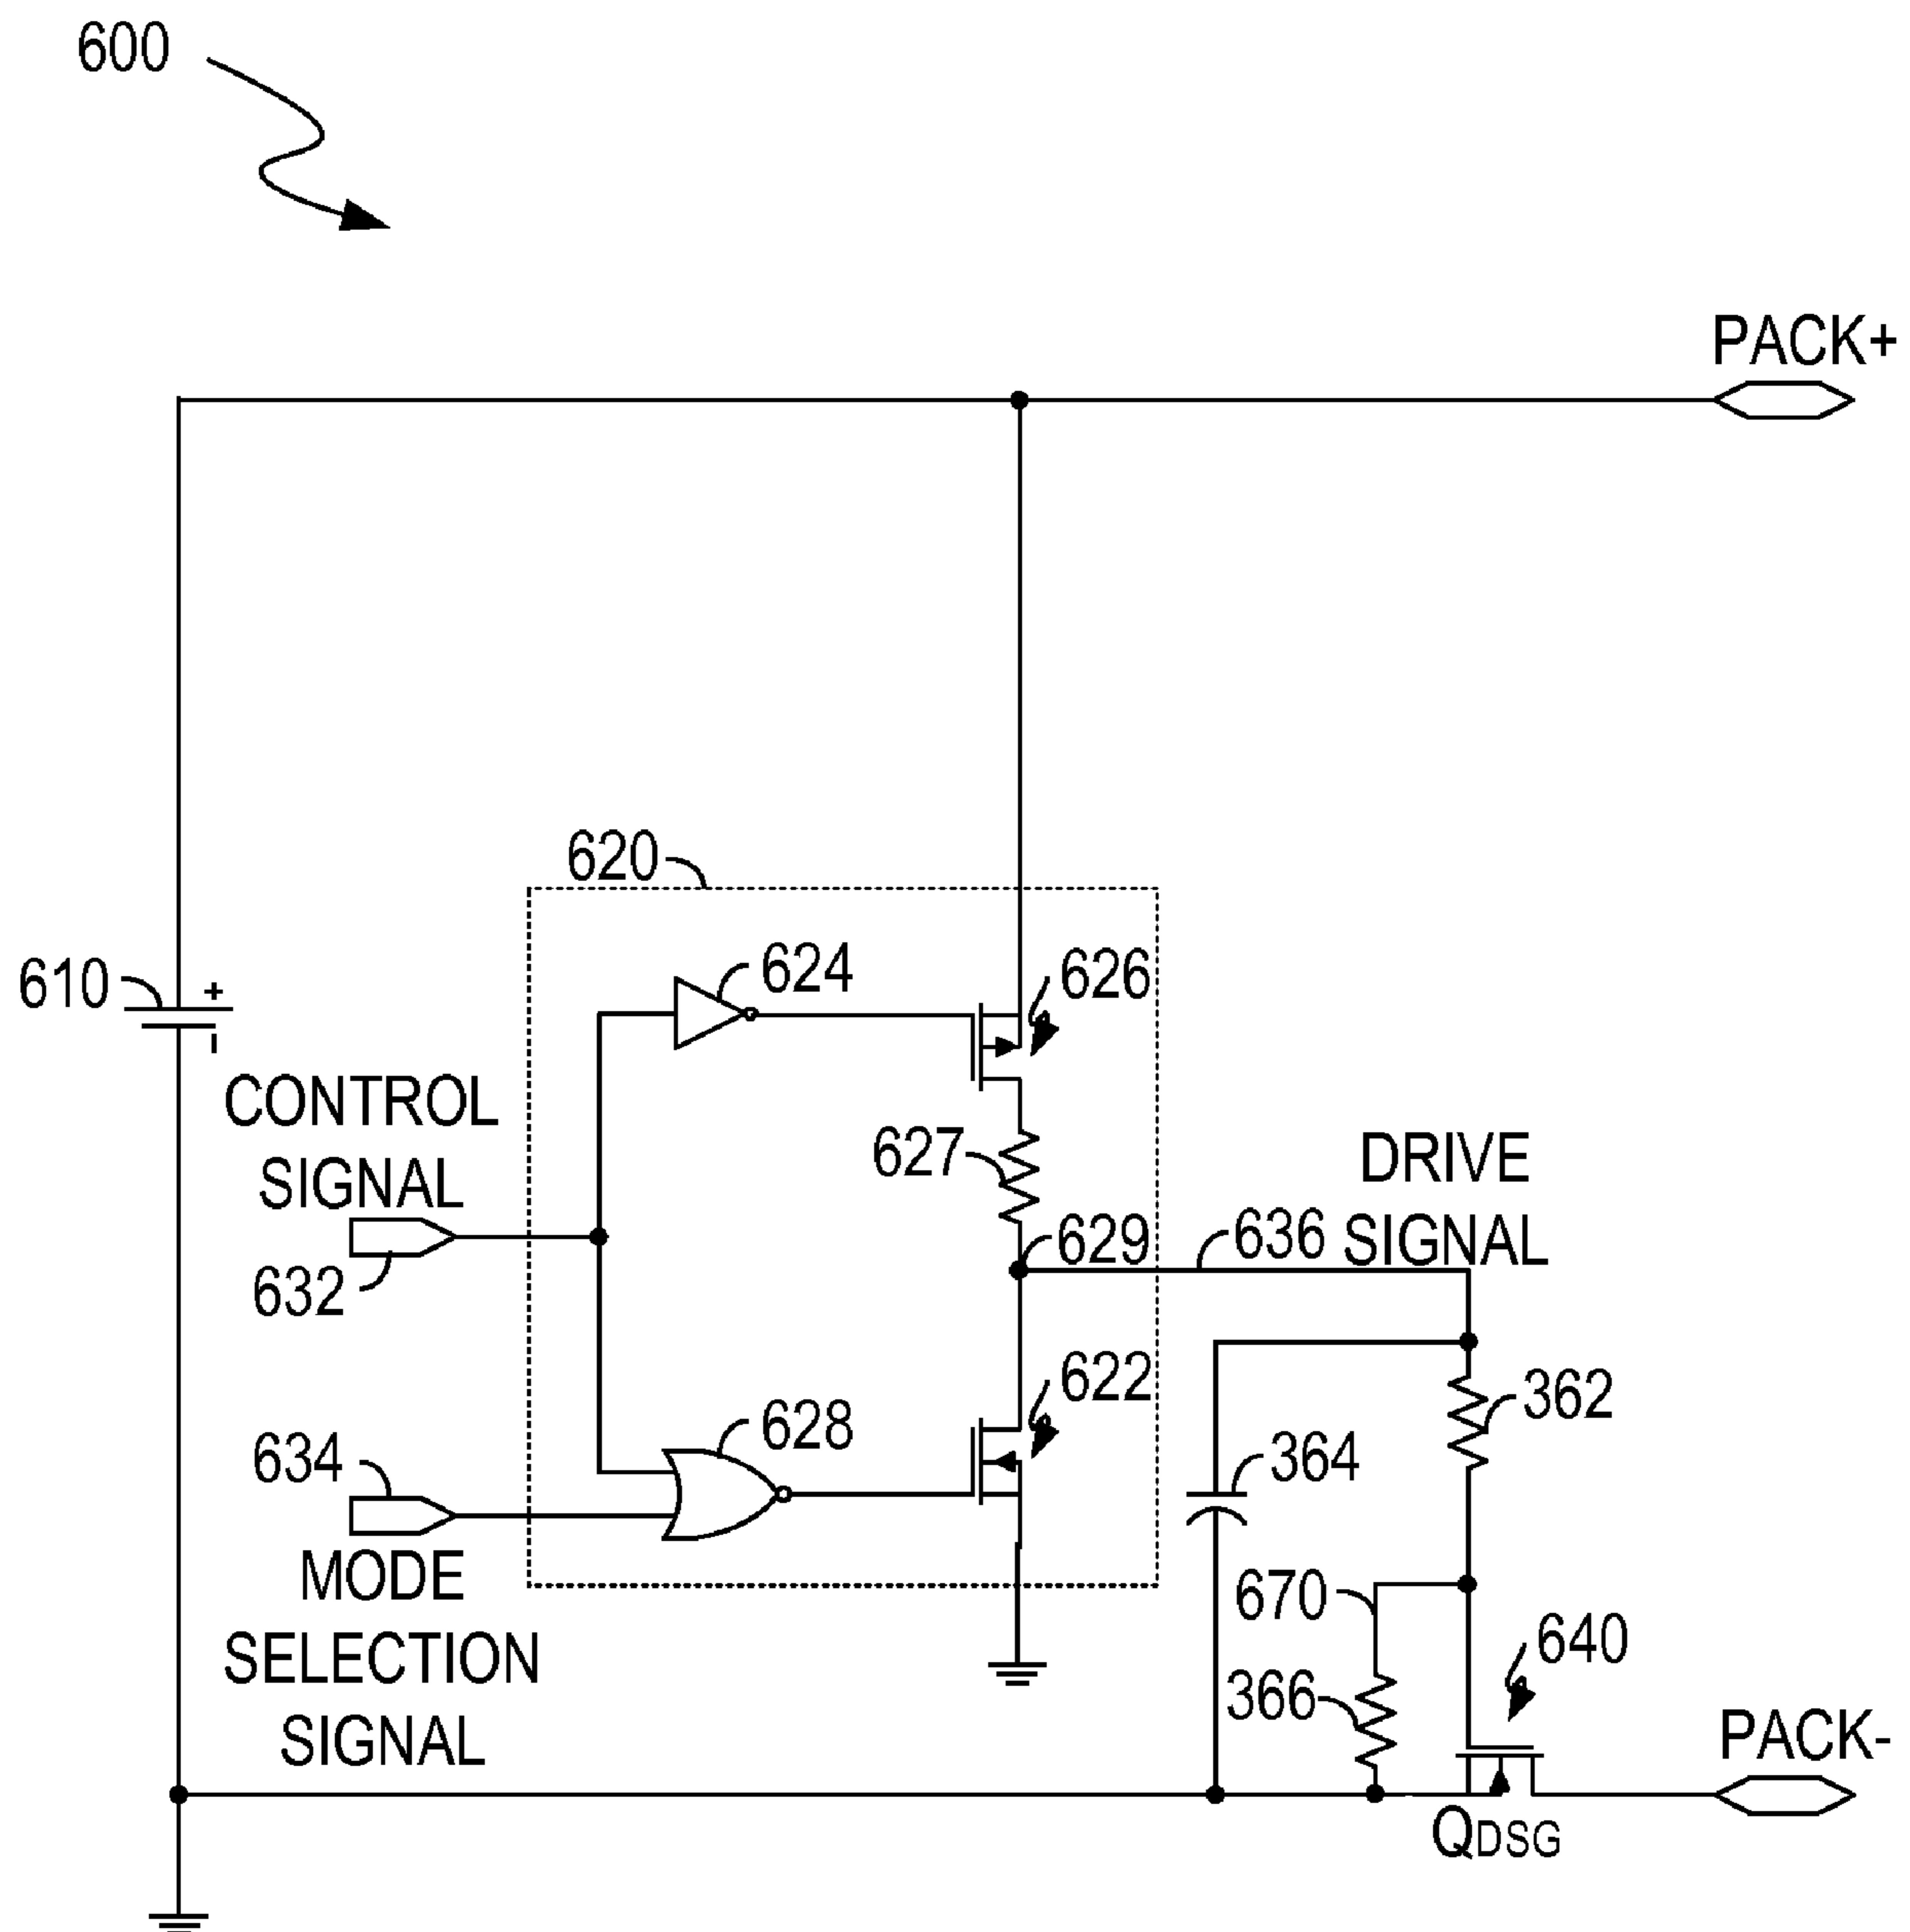 600
PACK+
620
624
626
610
+
-
CONTROL
SIGNAL
627
DRIVE
SIGNAL
629
636
632
622
362
628
364
634
MODE
SELECTION
SIGNAL
670
640
366
PACK-
QDSG